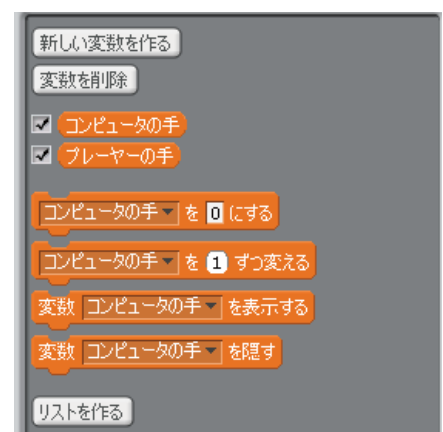 新しい変数を作る
変数を削除
コンピュータの手
プレーヤーの手
コンピュータの手 を 0 にする
コンピュータの手 を 1 ずつ変える
変数 コンピュータの手 を表示する
変数 コンピュータの手 を隠す
リストを作る